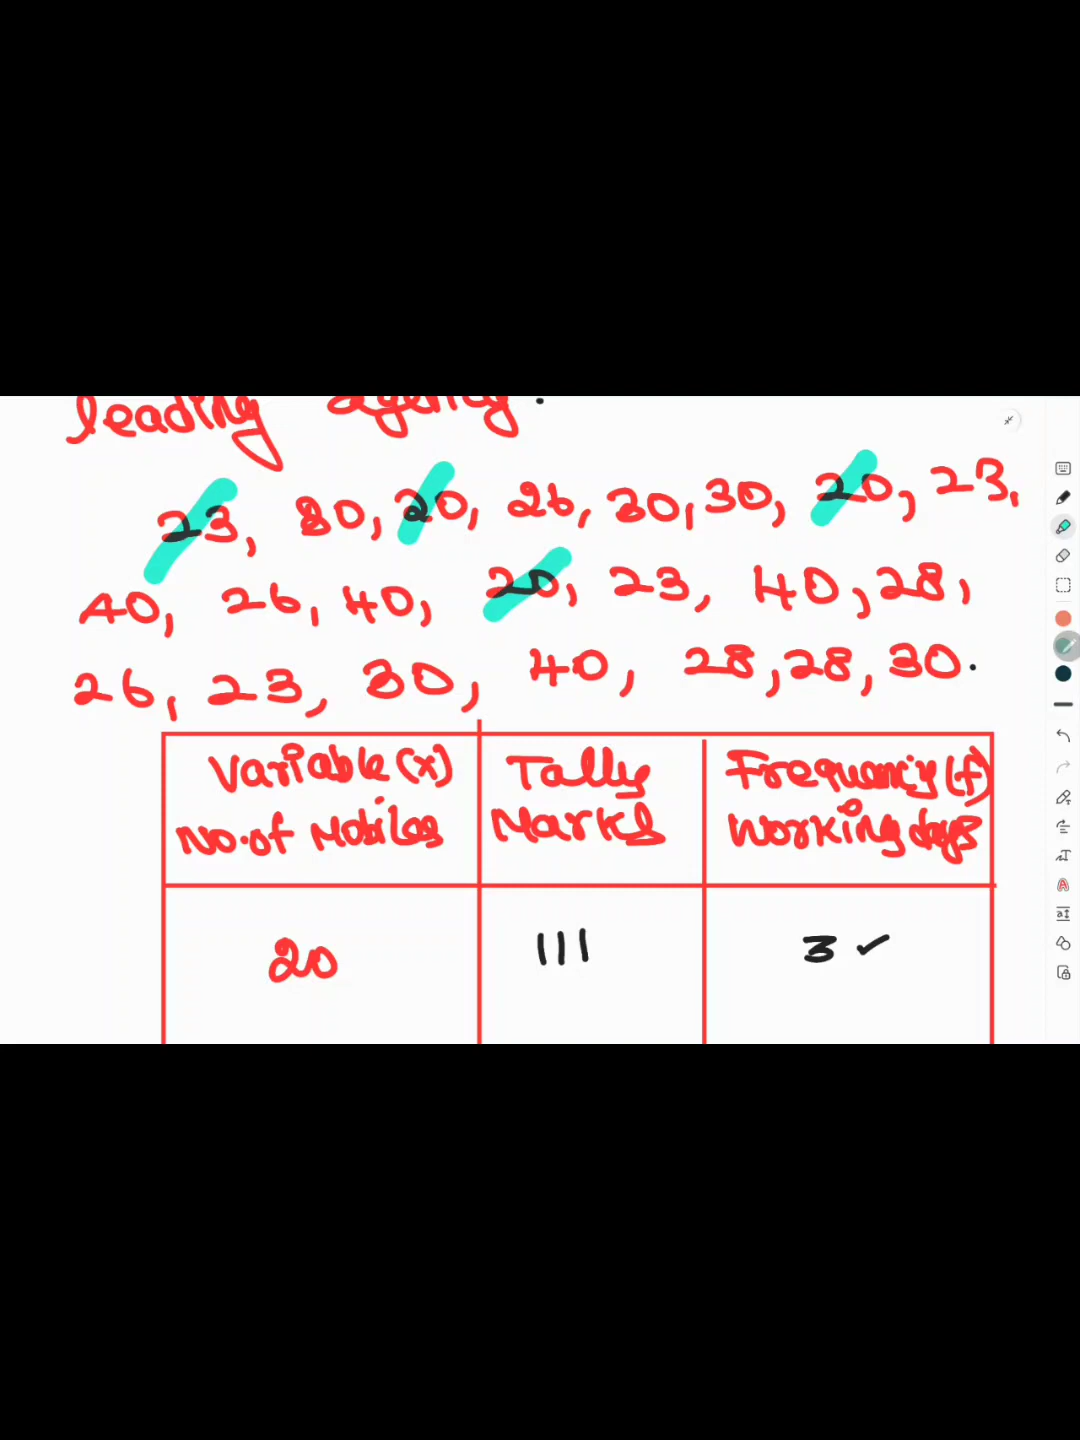 leading agency.
23, 30, 20, 26, 30, 30, 20, 23,
40, 26, 40, 20, 23, 40, 28,
26, 23, 30, 40, 28, 28, 30.
Variable (x) Tally Frequency (f)
No. of Mobiles Marks Working days
20 ||| 3 ✓